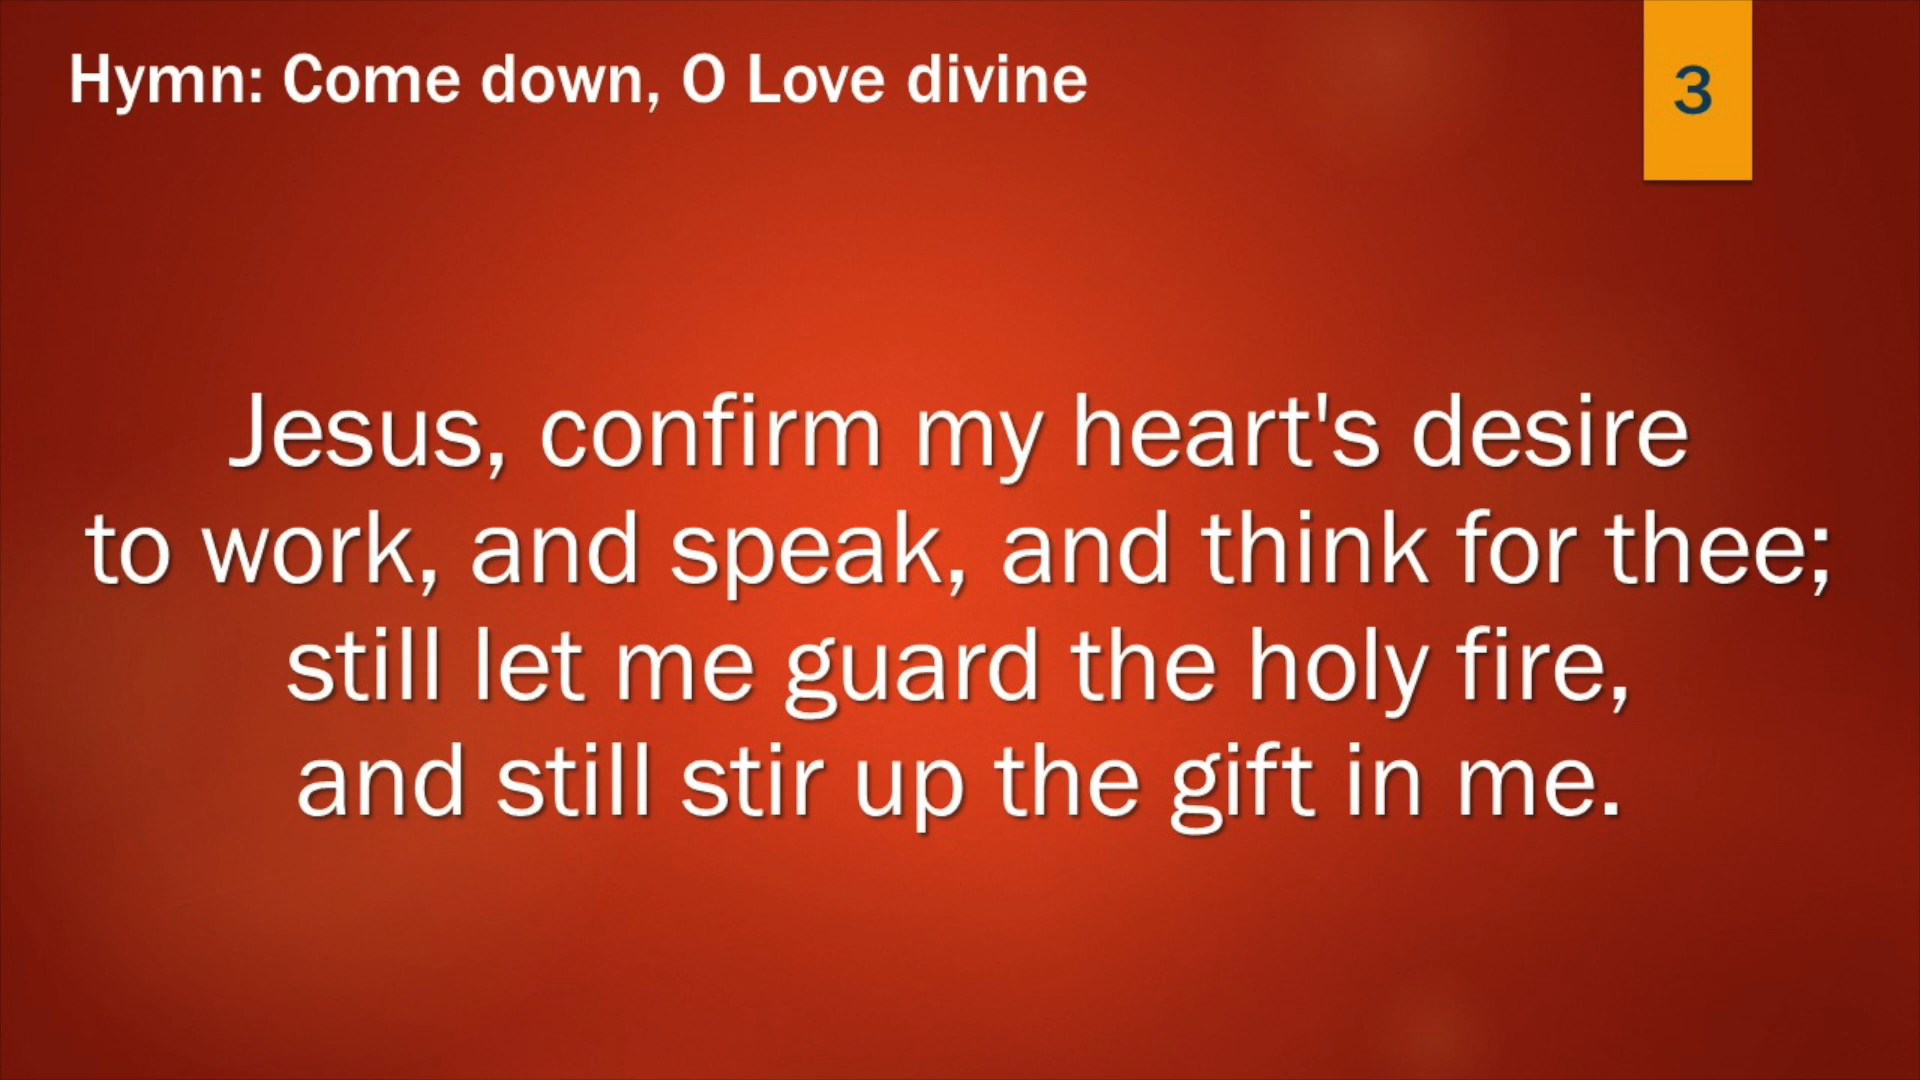 Hymn: Come down, O Love divine
3
Jesus, confirm my heart's desire
to work, and speak, and think for thee;
still let me guard the holy fire,
and still stir up the gift in me.